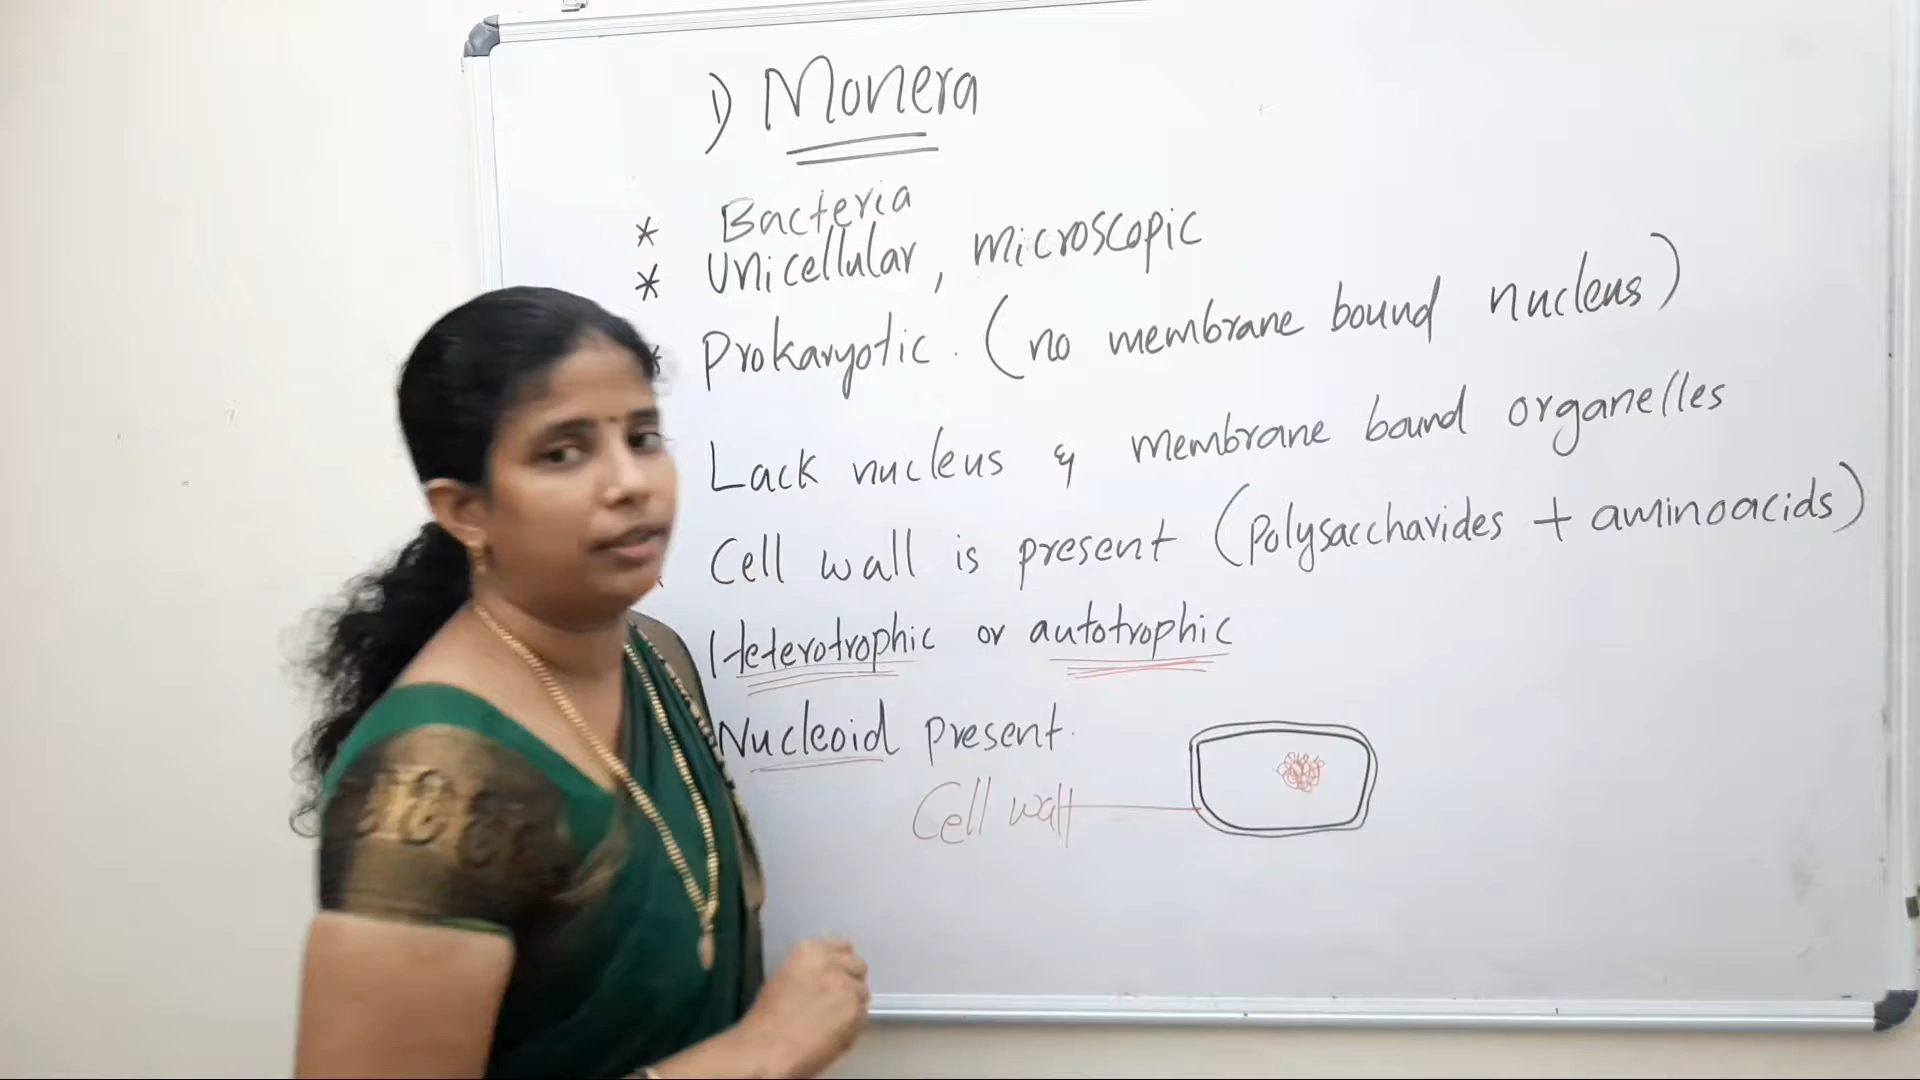 1) Monera
* Bacteria
* Unicellular, microscopic
* Prokaryotic. (no membrane bound nucleus)
Lack nucleus & membrane bound organelles
Cell wall is present (polysaccharides + aminoacids)
Heterotrophic or autotrophic
Nucleoid present.
Cell wall